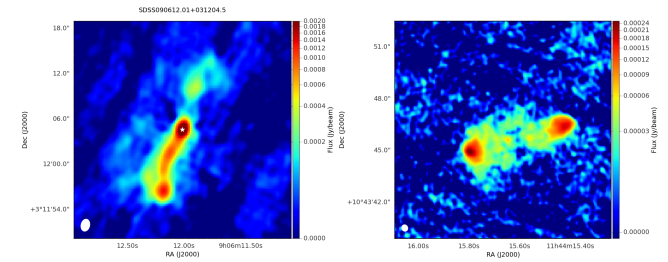 SDSS090612.01+031204.5
18.0"
12.0"
06.0"
12'00.0"
+3°11'54.0"
Dec (J2000)
12.50s
12.00s
9h06m11.50s
RA (J2000)
0.0020
0.0018
0.0016
0.0014
0.0012
0.0010
0.0008
0.0006
0.0004
0.0002
0.0000
Flux (Jy/beam)
51.0"
48.0"
45.0"
+10°43'42.0"
Dec (J2000)
16.00s
15.80s
15.60s
11h44m15.40s
RA (J2000)
0.00024
0.00021
0.00018
0.00015
0.00012
0.00009
0.00006
0.00003
0.00000
Flux (Jy/beam)